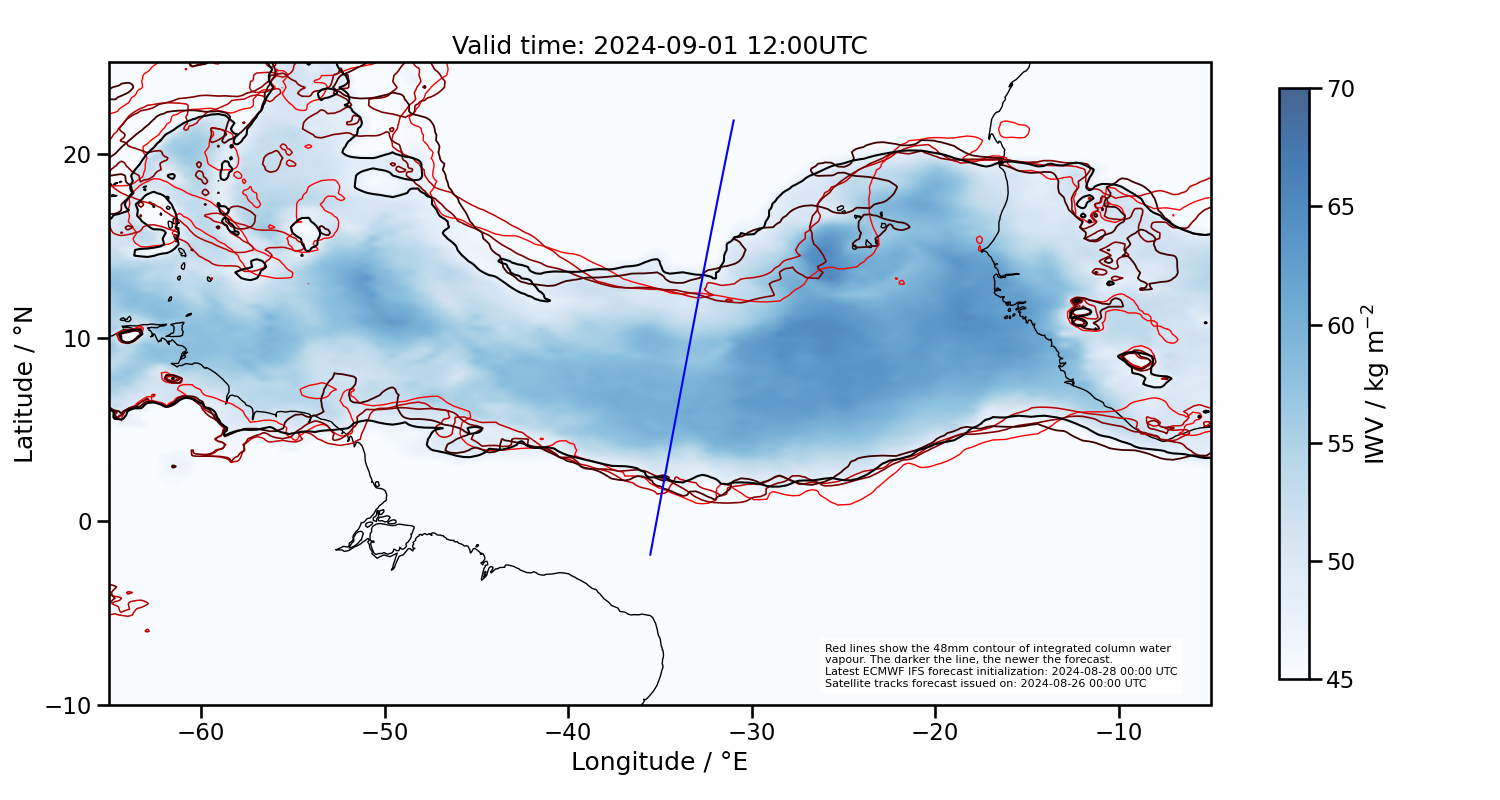 Valid time: 2024-09-01 12:00UTC
20
10
0
−10
Latitude / °N
−60
−50
−40
−30
−20
−10
Longitude / °E
70
65
60
55
50
45
IWV / kg m⁻²
Red lines show the 48mm contour of integrated column water
vapour. The darker the line, the newer the forecast.
Latest ECMWF IFS forecast initialization: 2024-08-28 00:00 UTC
Satellite tracks forecast issued on: 2024-08-26 00:00 UTC